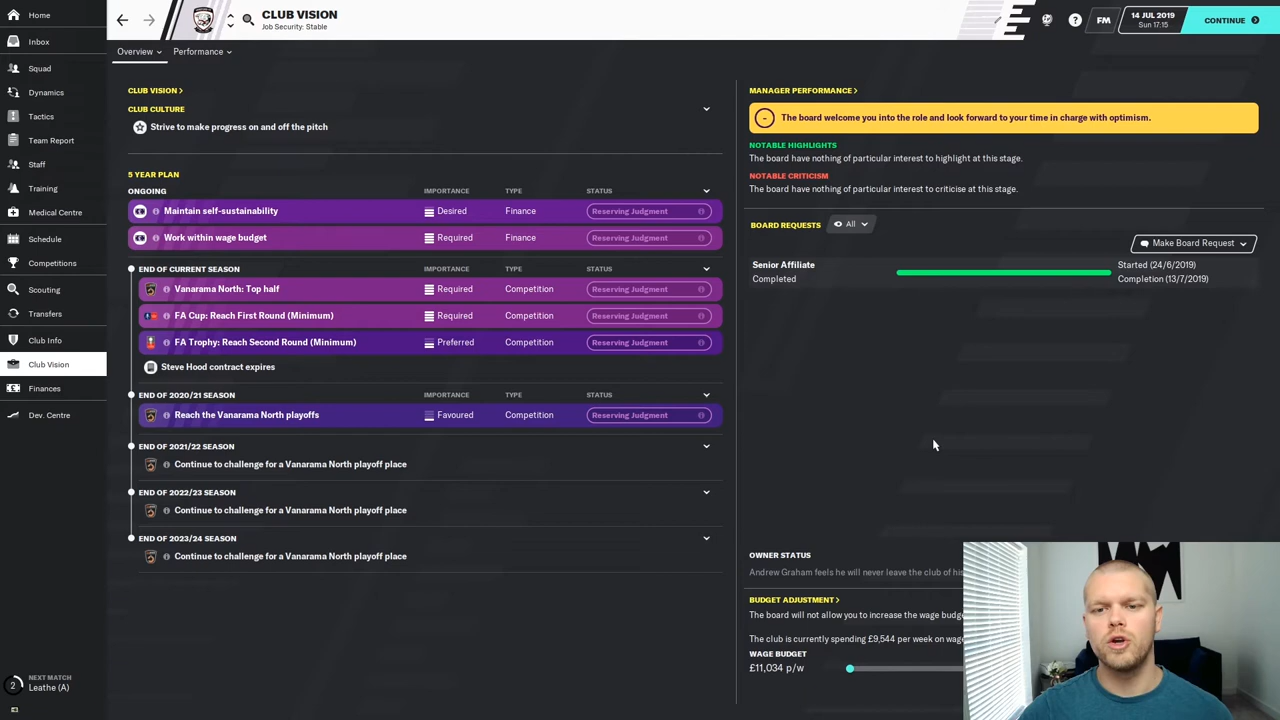 Home
Inbox
Squad
Dynamics
Tactics
Team Report
Staff
Training
Medical Centre
Schedule
Competitions
Scouting
Transfers
Club Info
Club Vision
Finances
Dev. Centre
2
NEXT MATCH
Leathe (A)
CLUB VISION
Job Security: Stable
?
FM
14 JUL 2019
Sun 17:15
CONTINUE
Overview
Performance
CLUB VISION >
CLUB CULTURE
Strive to make progress on and off the pitch
5 YEAR PLAN
ONGOING IMPORTANCE TYPE STATUS
Maintain self-sustainability Desired Finance Reserving Judgment
Work within wage budget Required Finance Reserving Judgment
END OF CURRENT SEASON IMPORTANCE TYPE STATUS
Vanarama North: Top half Required Competition Reserving Judgment
FA Cup: Reach First Round (Minimum) Required Competition Reserving Judgment
FA Trophy: Reach Second Round (Minimum) Preferred Competition Reserving Judgment
Steve Hood contract expires
END OF 2020/21 SEASON IMPORTANCE TYPE STATUS
Reach the Vanarama North playoffs Favoured Competition Reserving Judgment
END OF 2021/22 SEASON
Continue to challenge for a Vanarama North playoff place
END OF 2022/23 SEASON
Continue to challenge for a Vanarama North playoff place
END OF 2023/24 SEASON
Continue to challenge for a Vanarama North playoff place
MANAGER PERFORMANCE >
- The board welcome you into the role and look forward to your time in charge with optimism.
NOTABLE HIGHLIGHTS
The board have nothing of particular interest to highlight at this stage.
NOTABLE CRITICISM
The board have nothing of particular interest to criticise at this stage.
BOARD REQUESTS All
Make Board Request
Senior Affiliate Started (24/6/2019)
Completed Completion (13/7/2019)
OWNER STATUS
Andrew Graham feels he will never leave the club of his
BUDGET ADJUSTMENT >
The board will not allow you to increase the wage budg
The club is currently spending £9,544 per week on wage
WAGE BUDGET
£11,034 p/w